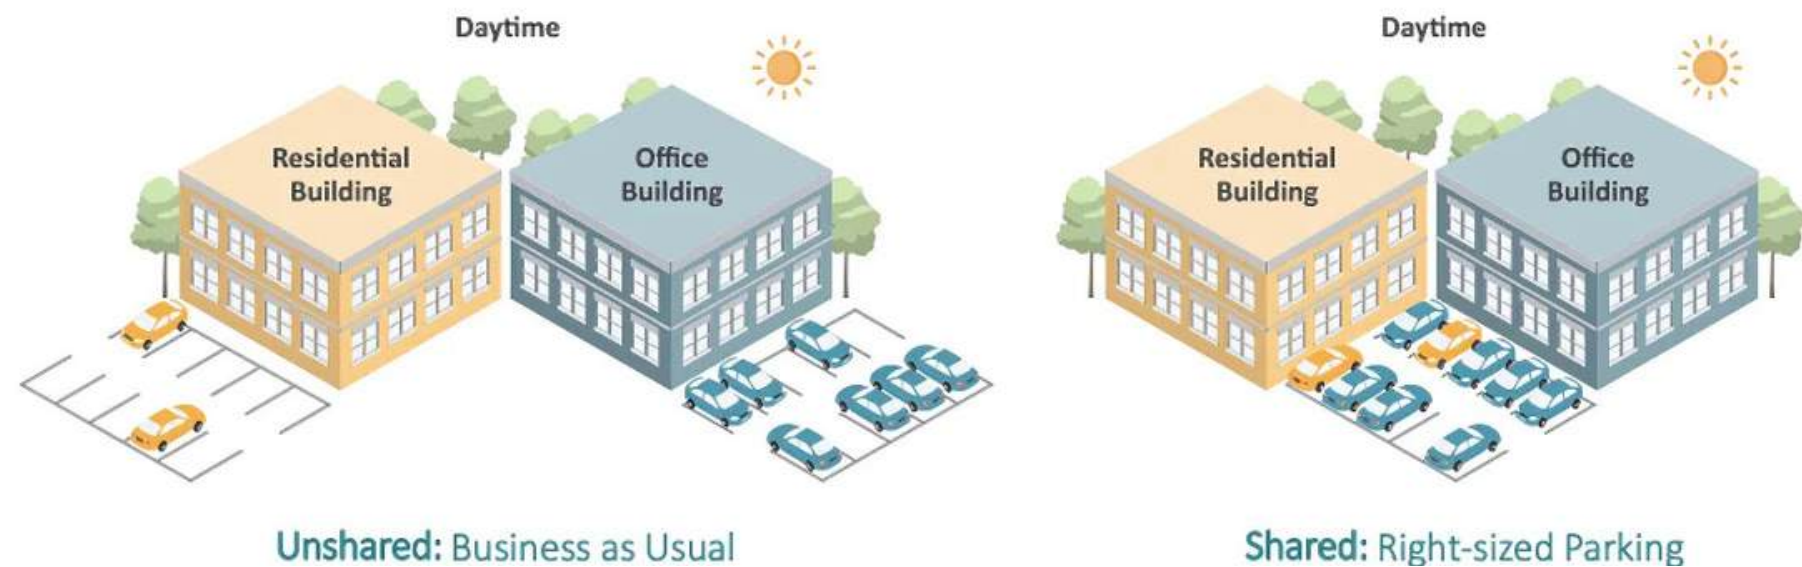 Daytime
Residential
Building
Office
Building
Unshared: Business as Usual
Daytime
Residential
Building
Office
Building
Shared: Right-sized Parking